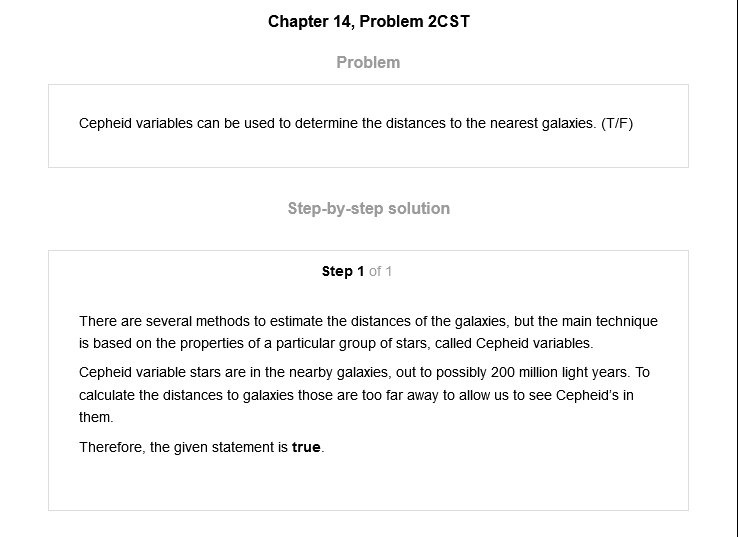 Chapter 14, Problem 2CST
Problem
Cepheid variables can be used to determine the distances to the nearest galaxies. (T/F)
Step-by-step solution
Step 1 of 1
There are several methods to estimate the distances of the galaxies, but the main technique
is based on the properties of a particular group of stars, called Cepheid variables.
Cepheid variable stars are in the nearby galaxies, out to possibly 200 million light years. To
calculate the distances to galaxies those are too far away to allow us to see Cepheid's in
them.
Therefore, the given statement is true.